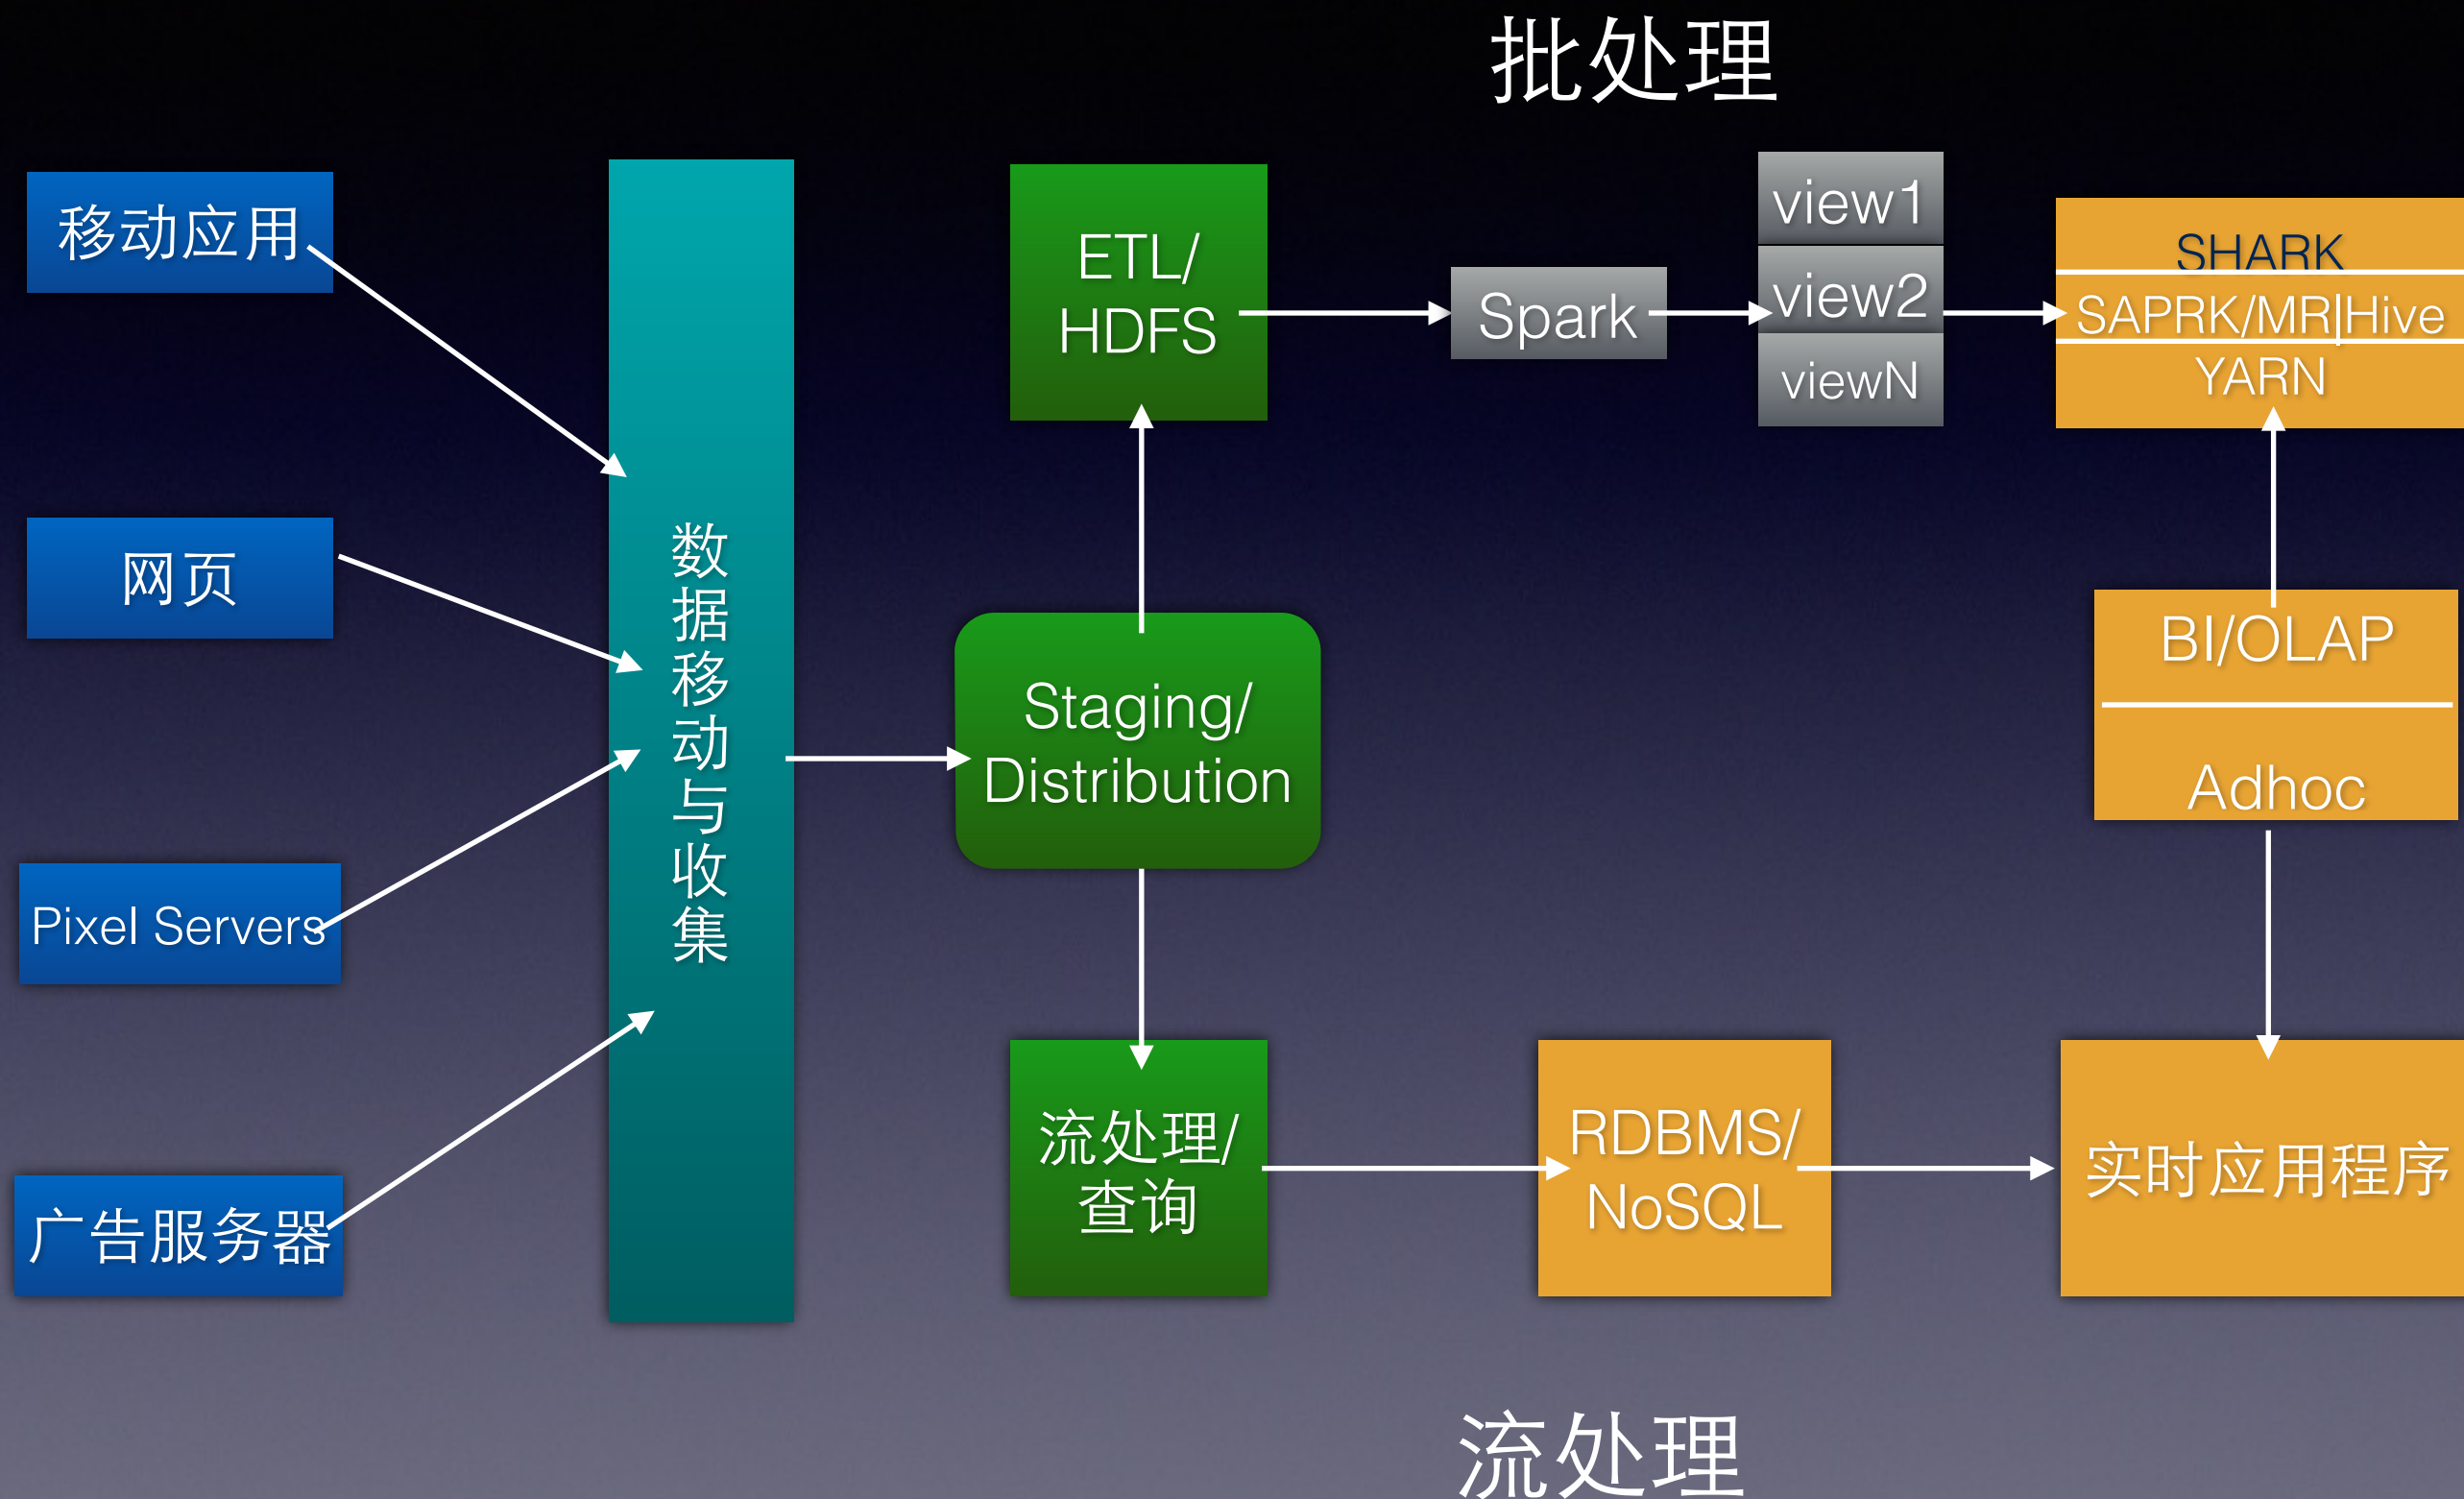 批处理
移动应用
网页
Pixel Servers
广告服务器
数据移动与收集
ETL/
HDFS
Staging/
Distribution
流处理/
查询
Spark
view1
view2
viewN
SHARK
SAPRK/MR|Hive
YARN
BI/OLAP
Adhoc
RDBMS/
NoSQL
实时应用程序
流处理